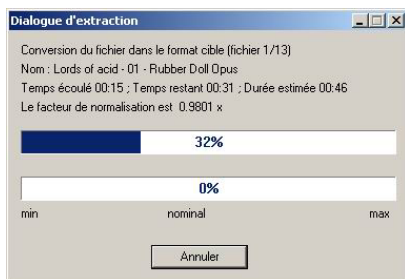 Dialogue d'extraction
Conversion du fichier dans le format cible (fichier 1/13)
Nom : Lords of acid - 01 - Rubber Doll Opus
Temps écoulé 00:15 ; Temps restant 00:31 ; Durée estimée 00:46
Le facteur de normalisation est 0.9801 x
32%
0%
min nominal max
Annuler